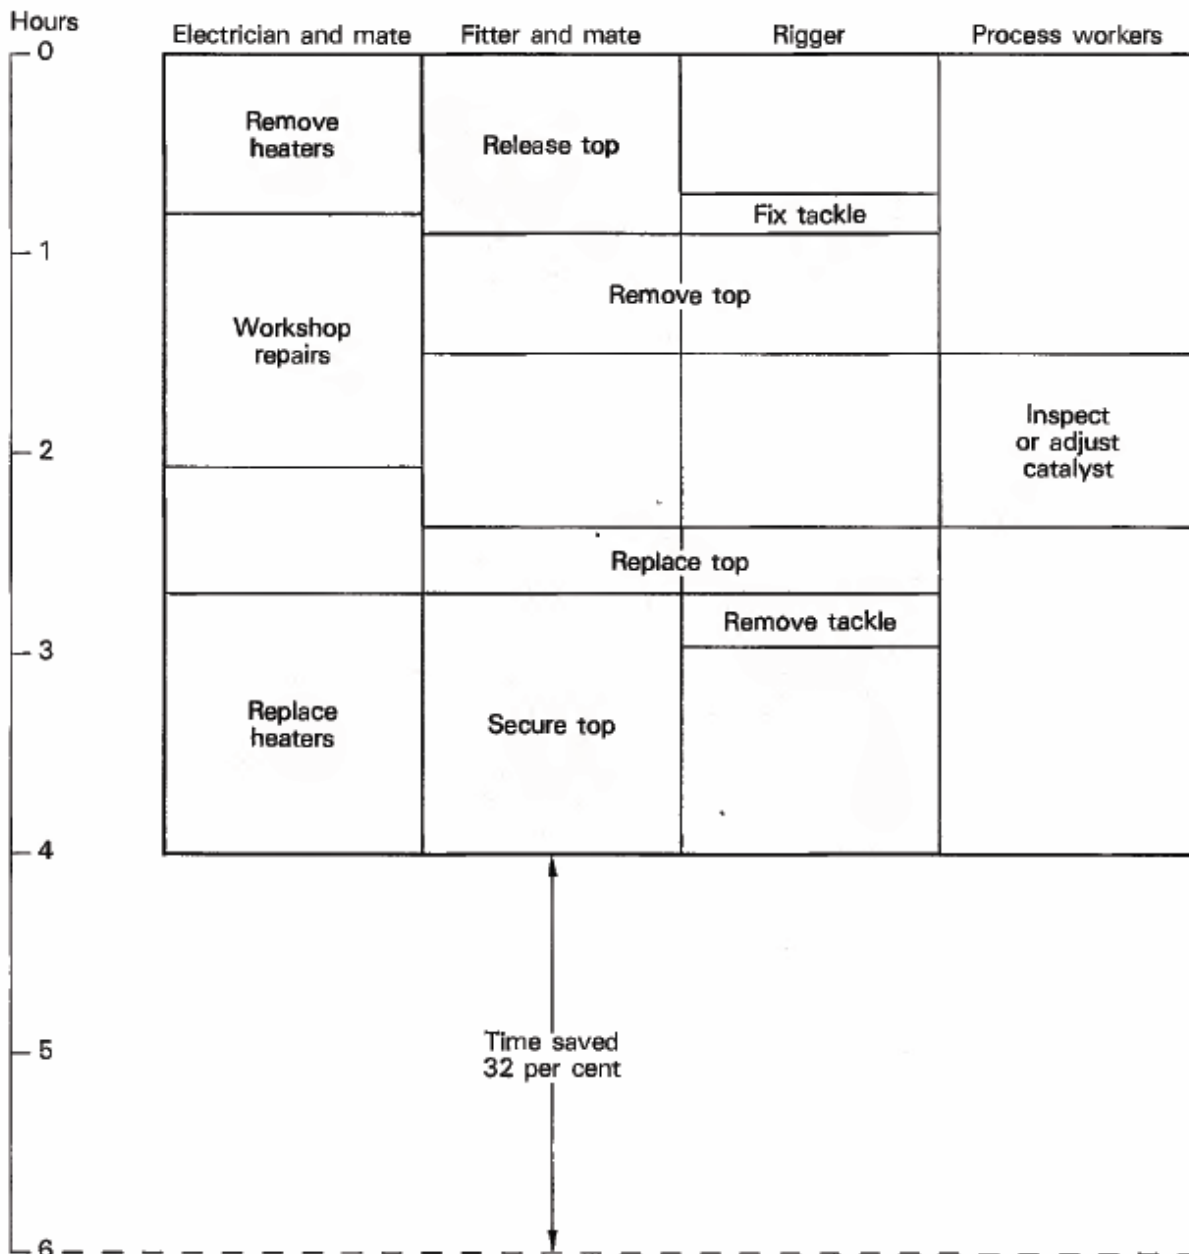 Hours
Electrician and mate
Fitter and mate
Rigger
Process workers
0
Remove
heaters
Release top
Fix tackle
1
Remove top
Workshop
repairs
Inspect
or adjust
catalyst
2
Replace top
Remove tackle
3
Replace
heaters
Secure top
4
Time saved
32 per cent
5
6